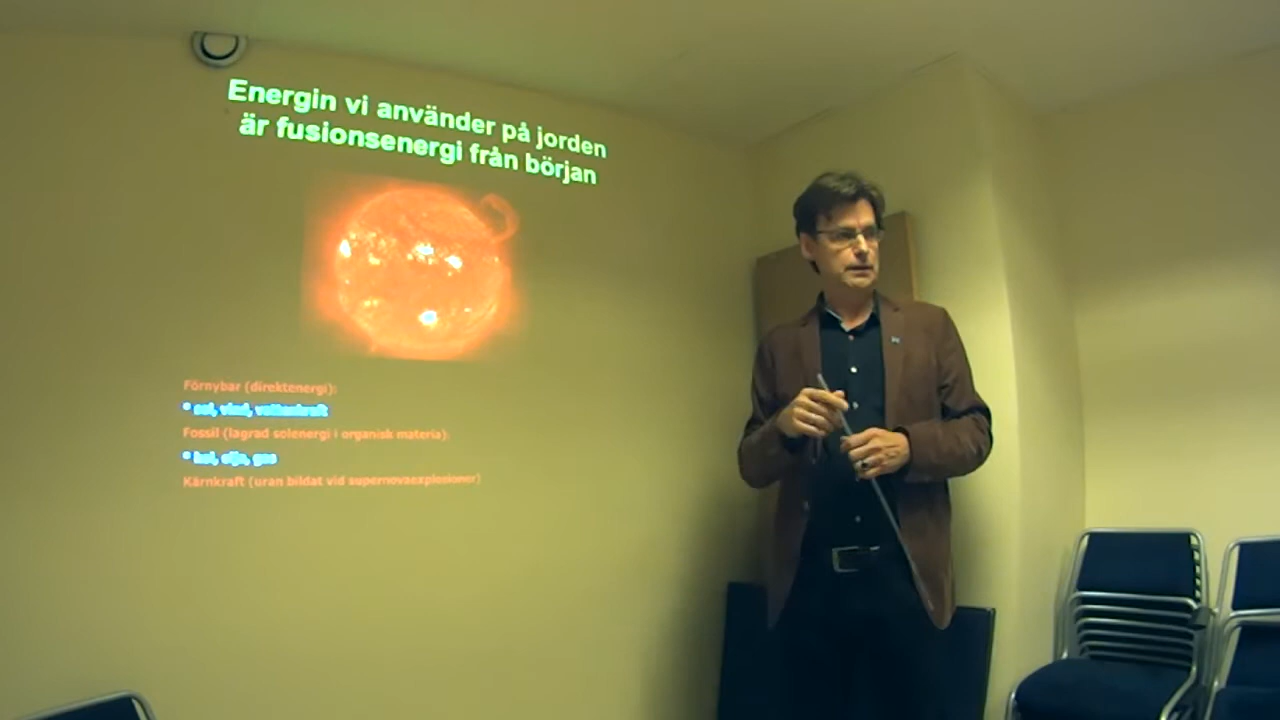 Energin vi använder på jorden
är fusionsenergi från början
Förnybar (direktenergi):
* sol, vind, vattenkraft
Fossil (lagrad solenergi i organisk materia):
* kol, olja, gas
Kärnkraft (uran bildat vid supernovaexplosioner)